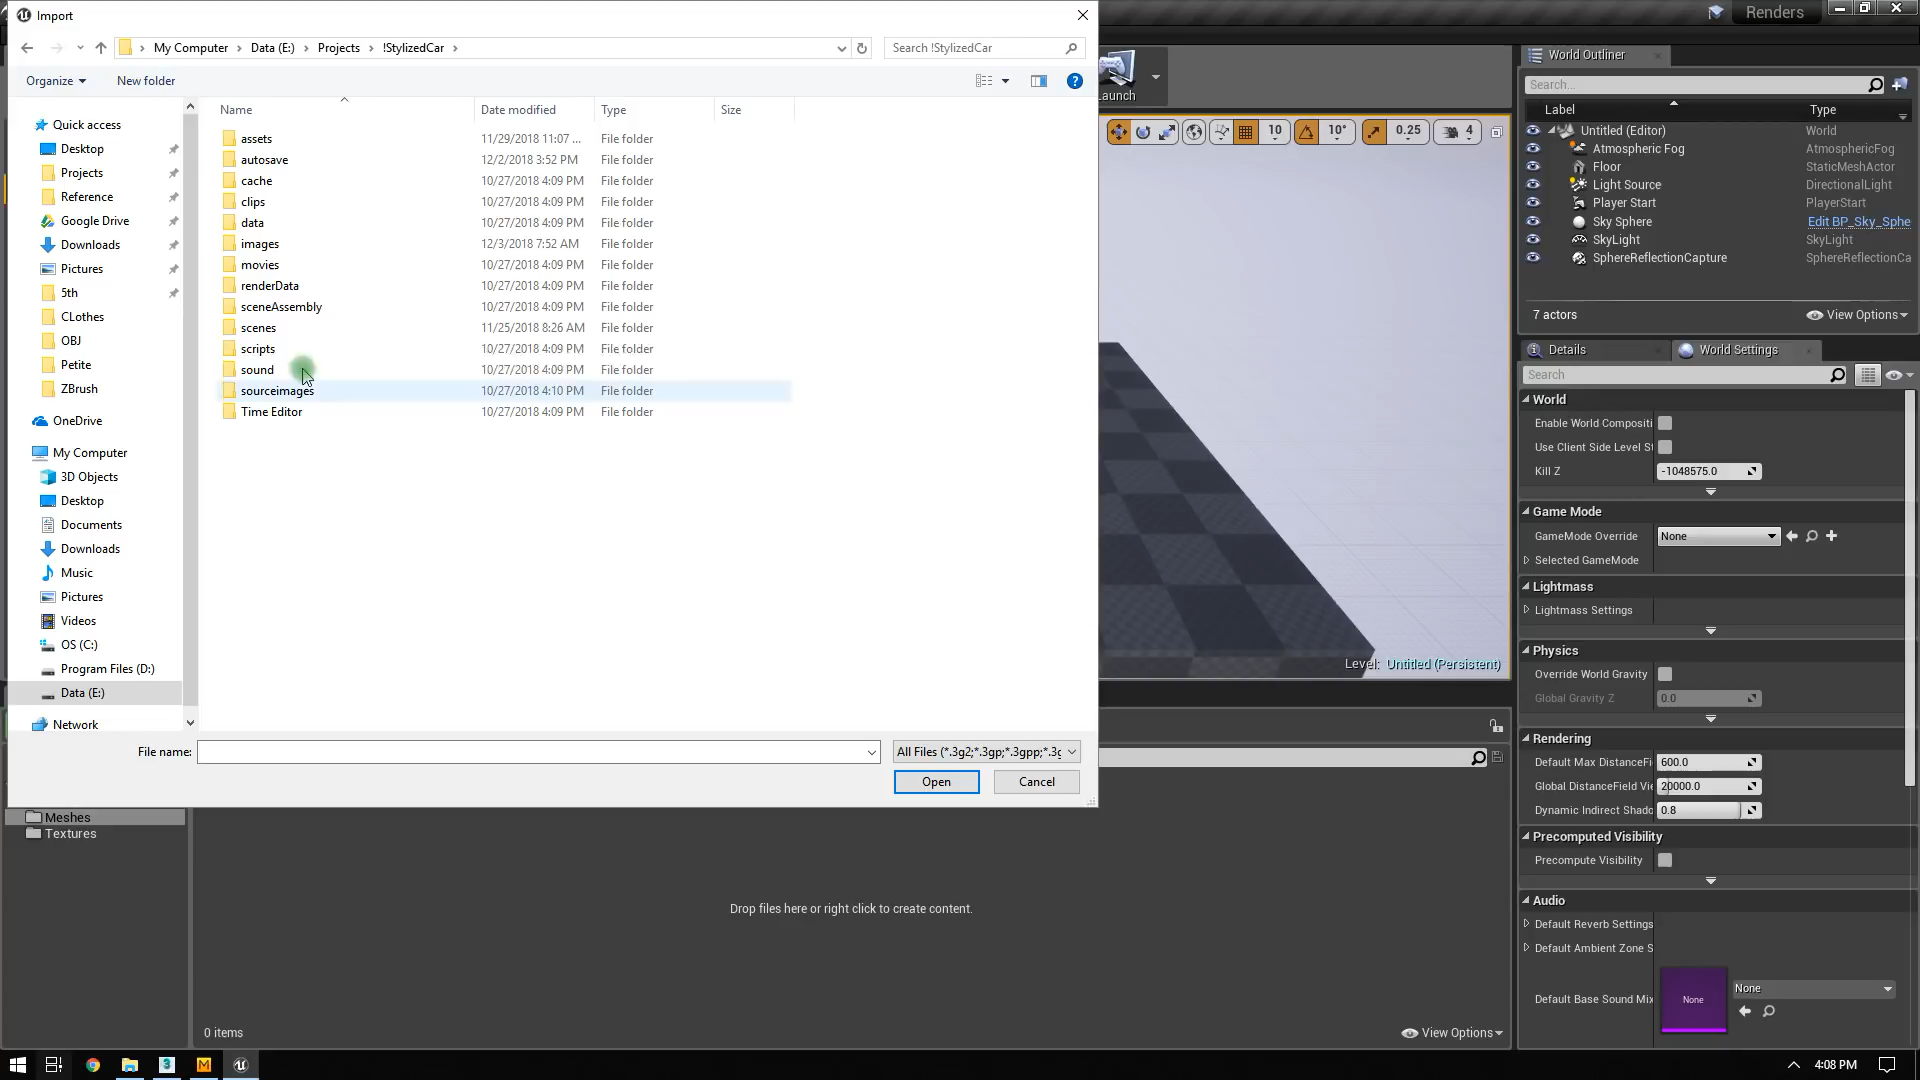 Import
Renders
My Computer > Data (E:) > Projects > !StylizedCar >
Search !StylizedCar
Organize
New folder
Name
Date modified
Type
Size
Quick access
Desktop
Projects
Reference
Google Drive
Downloads
Pictures
5th
CLothes
OBJ
Petite
ZBrush
OneDrive
My Computer
3D Objects
Desktop
Documents
Downloads
Music
Pictures
Videos
OS (C:)
Program Files (D:)
Data (E:)
Network
assets 11/29/2018 11:07 ... File folder
autosave 12/2/2018 3:52 PM File folder
cache 10/27/2018 4:09 PM File folder
clips 10/27/2018 4:09 PM File folder
data 10/27/2018 4:09 PM File folder
images 12/3/2018 7:52 AM File folder
movies 10/27/2018 4:09 PM File folder
renderData 10/27/2018 4:09 PM File folder
sceneAssembly 10/27/2018 4:09 PM File folder
scenes 11/25/2018 8:26 AM File folder
scripts 10/27/2018 4:09 PM File folder
sound 10/27/2018 4:09 PM File folder
sourceimages 10/27/2018 4:10 PM File folder
Time Editor 10/27/2018 4:09 PM File folder
File name:
All Files (*.3g2;*.3gp;*.3gpp;*.3g
Open
Cancel
Meshes
Textures
Drop files here or right click to create content.
0 items
View Options
aunch
10
10°
0.25
4
Level: Untitled (Persistent)
World Outliner
Search...
Label Type
Untitled (Editor) World
Atmospheric Fog AtmosphericFog
Floor StaticMeshActor
Light Source DirectionalLight
Player Start PlayerStart
Sky Sphere Edit BP_Sky_Sphe
SkyLight SkyLight
SphereReflectionCapture SphereReflectionCa
7 actors
View Options
Details
World Settings
Search
World
Enable World Compositi
Use Client Side Level St
Kill Z -1048575.0
Game Mode
GameMode Override None
Selected GameMode
Lightmass
Lightmass Settings
Physics
Override World Gravity
Global Gravity Z 0.0
Rendering
Default Max DistanceFi 600.0
Global DistanceField Vie 20000.0
Dynamic Indirect Shado 0.8
Precomputed Visibility
Precompute Visibility
Audio
Default Reverb Settings
Default Ambient Zone S
Default Base Sound Mix None None
4:08 PM